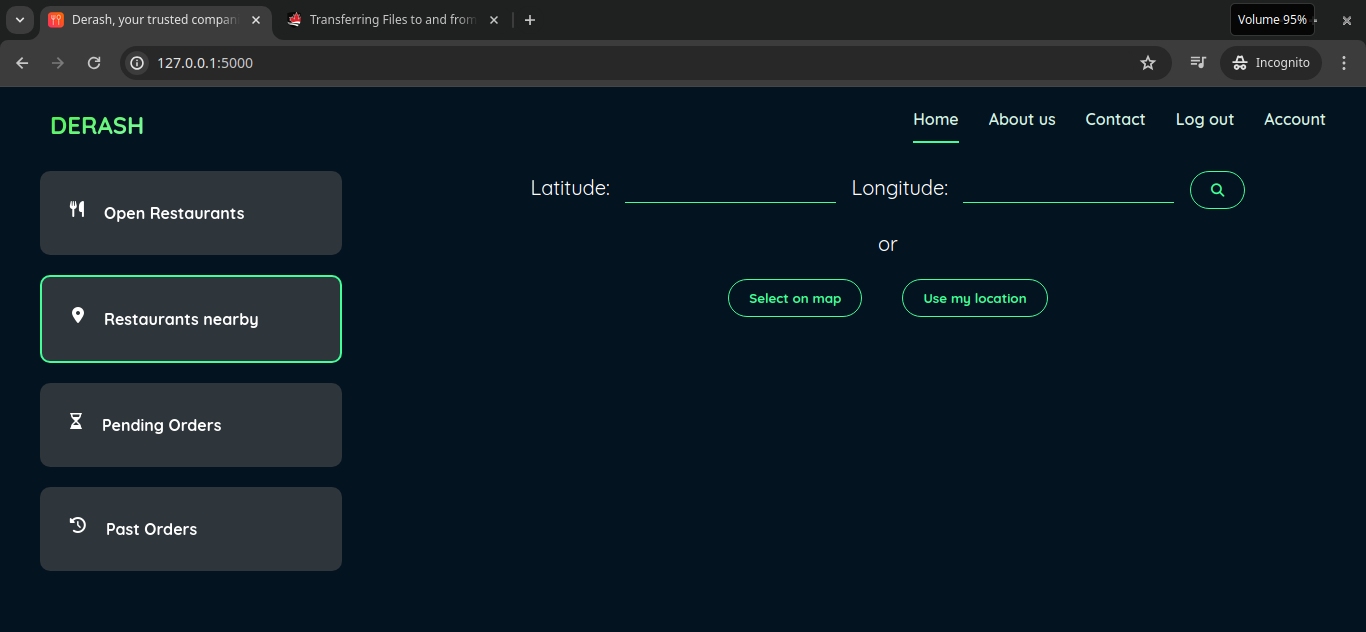 Derash, your trusted compan
Transferring Files to and from
Volume 95%
127.0.0.1:5000
Incognito
DERASH
Home About us Contact Log out Account
Open Restaurants
Restaurants nearby
Pending Orders
Past Orders
Latitude: Longitude:
or
Select on map Use my location